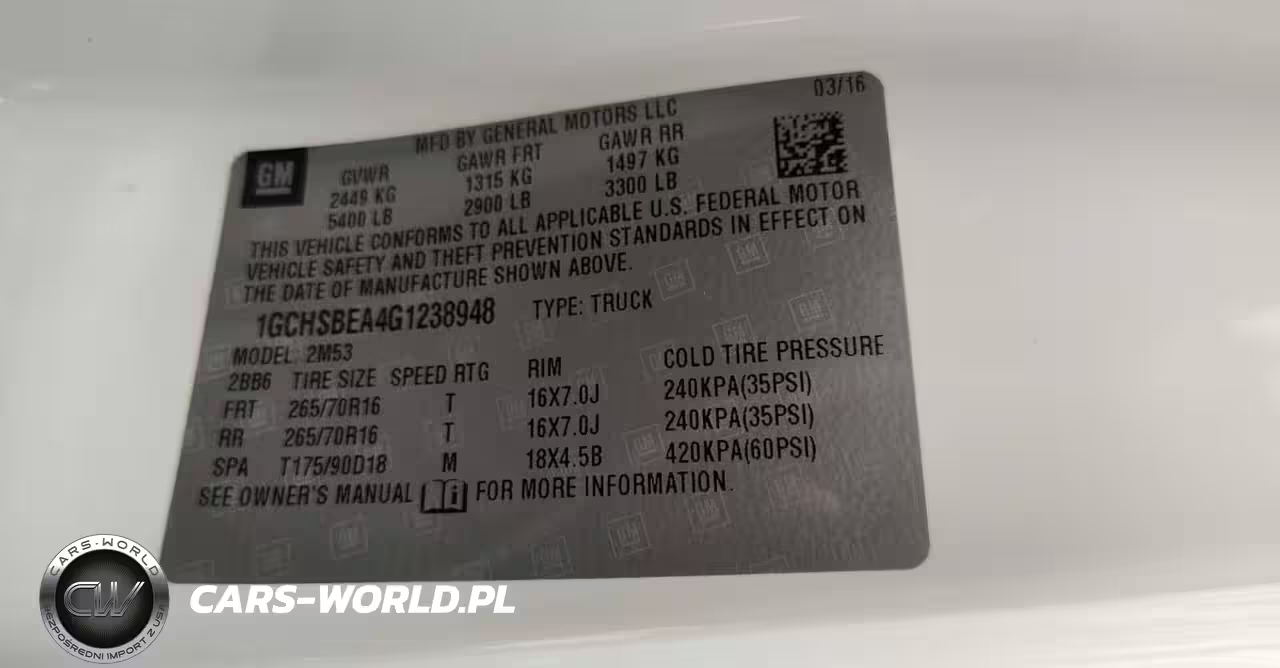 03/16
MFD BY GENERAL MOTORS LLC
GM GVWR GAWR FRT GAWR RR
2449 KG 1315 KG 1497 KG
5400 LB 2900 LB 3300 LB
THIS VEHICLE CONFORMS TO ALL APPLICABLE U.S. FEDERAL MOTOR
VEHICLE SAFETY AND THEFT PREVENTION STANDARDS IN EFFECT ON
THE DATE OF MANUFACTURE SHOWN ABOVE.
1GCHSBEA4G1238948 TYPE: TRUCK
MODEL: 2M53
2BB6 TIRE SIZE SPEED RTG RIM COLD TIRE PRESSURE
FRT 265/70R16 T 16X7.0J 240KPA(35PSI)
RR 265/70R16 T 16X7.0J 240KPA(35PSI)
SPA T175/90D18 M 18X4.5B 420KPA(60PSI)
SEE OWNER'S MANUAL FOR MORE INFORMATION.
CARS-WORLD
CW
BEZPOŚREDNI IMPORT Z USA
CARS-WORLD.PL